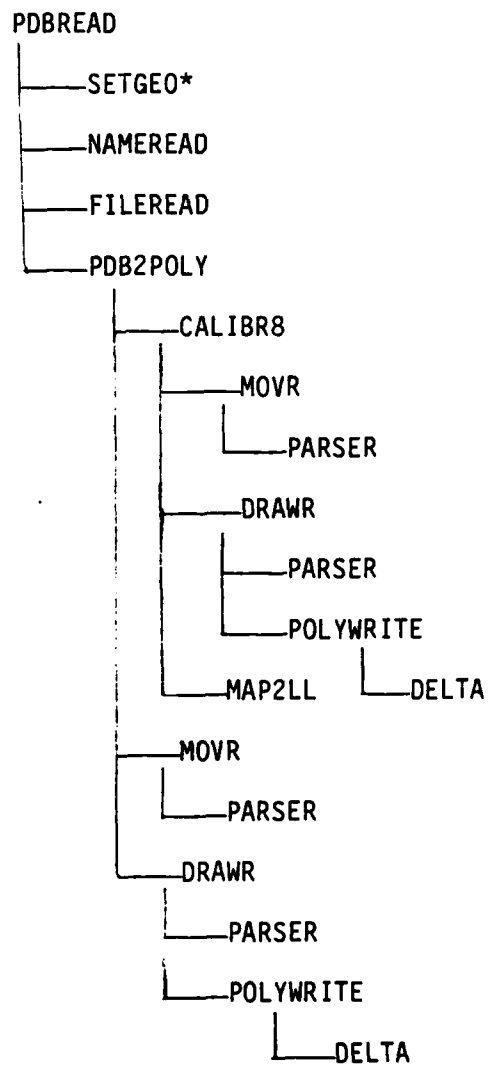 PDBREAD
SETGEO*
NAMEREAD
FILEREAD
PDB2POLY
CALIBR8
MOVR
PARSER
DRAWR
PARSER
POLYWRITE
MAP2LL
DELTA
MOVR
PARSER
DRAWR
PARSER
POLYWRITE
DELTA